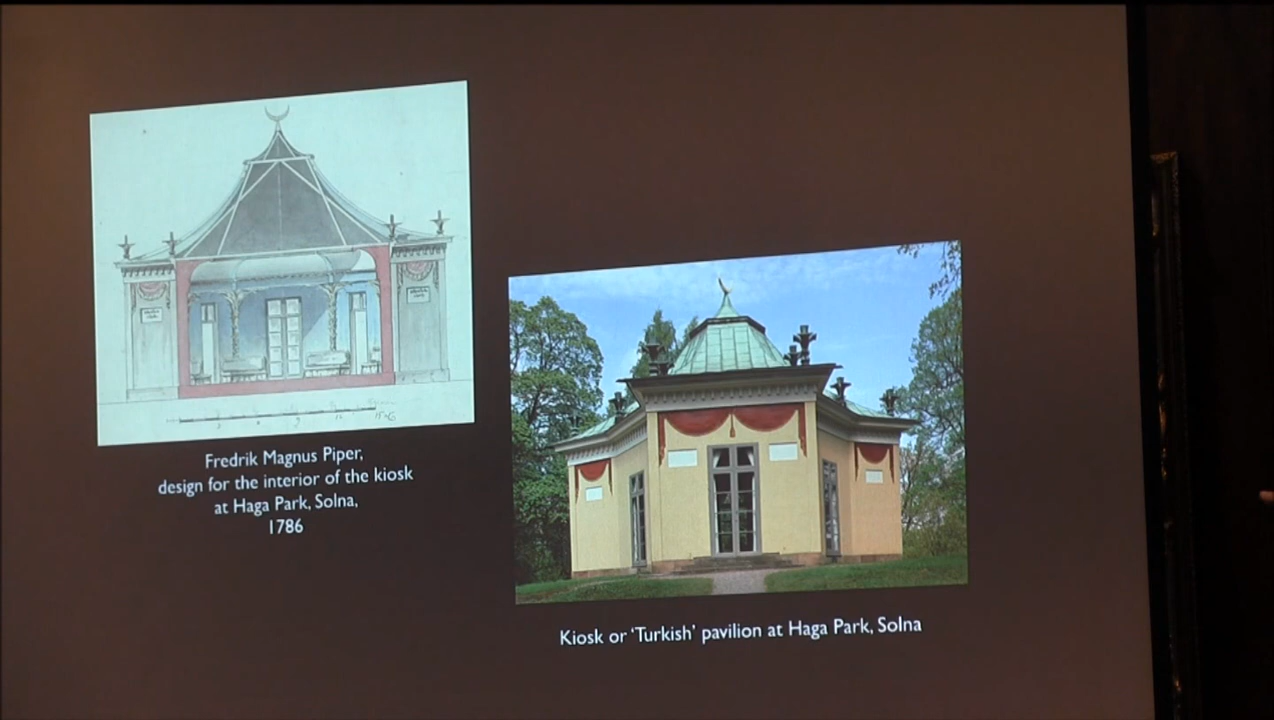 Fredrik Magnus Piper,
design for the interior of the kiosk
at Haga Park, Solna,
1786
Kiosk or ‘Turkish’ pavilion at Haga Park, Solna